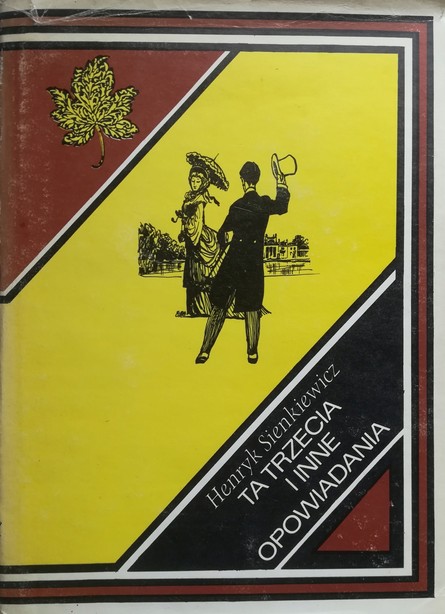 Henryk Sienkiewicz
TA TRZECIA
I INNE
OPOWIADANIA